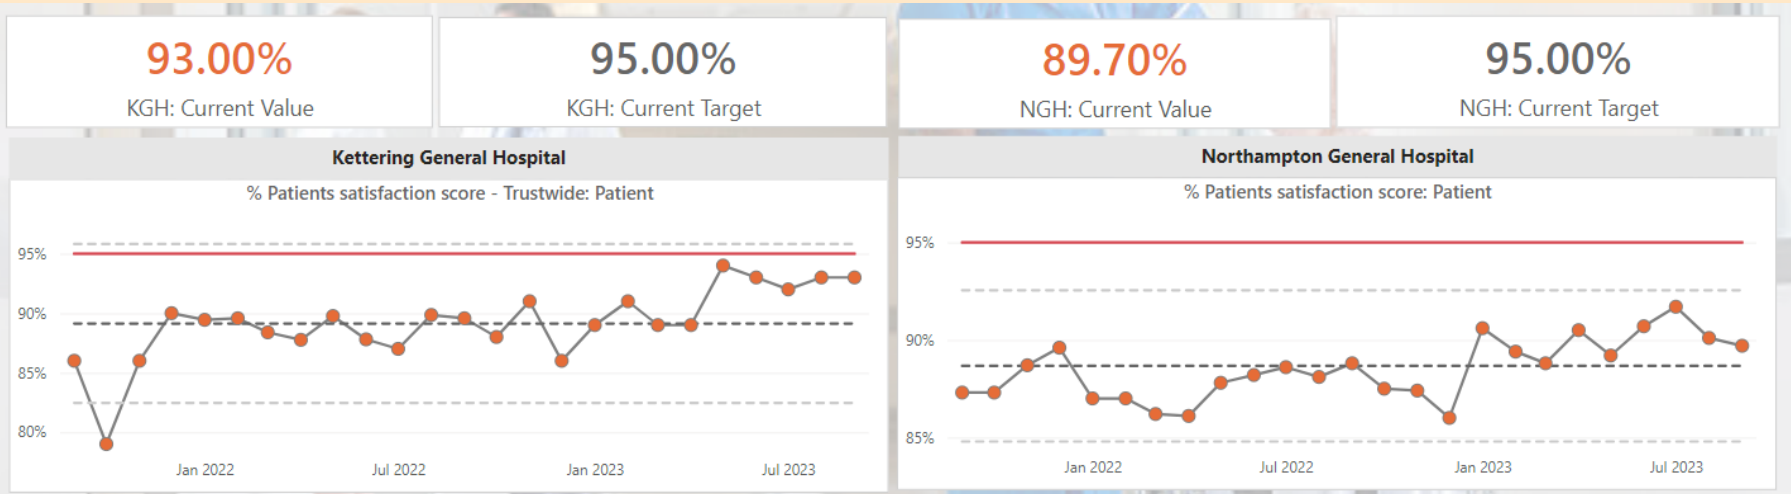 93.00%
KGH: Current Value
95.00%
KGH: Current Target
89.70%
NGH: Current Value
95.00%
NGH: Current Target
Kettering General Hospital
% Patients satisfaction score - Trustwide: Patient
95%
90%
85%
80%
Jan 2022 Jul 2022 Jan 2023 Jul 2023
Northampton General Hospital
% Patients satisfaction score: Patient
95%
90%
85%
Jan 2022 Jul 2022 Jan 2023 Jul 2023